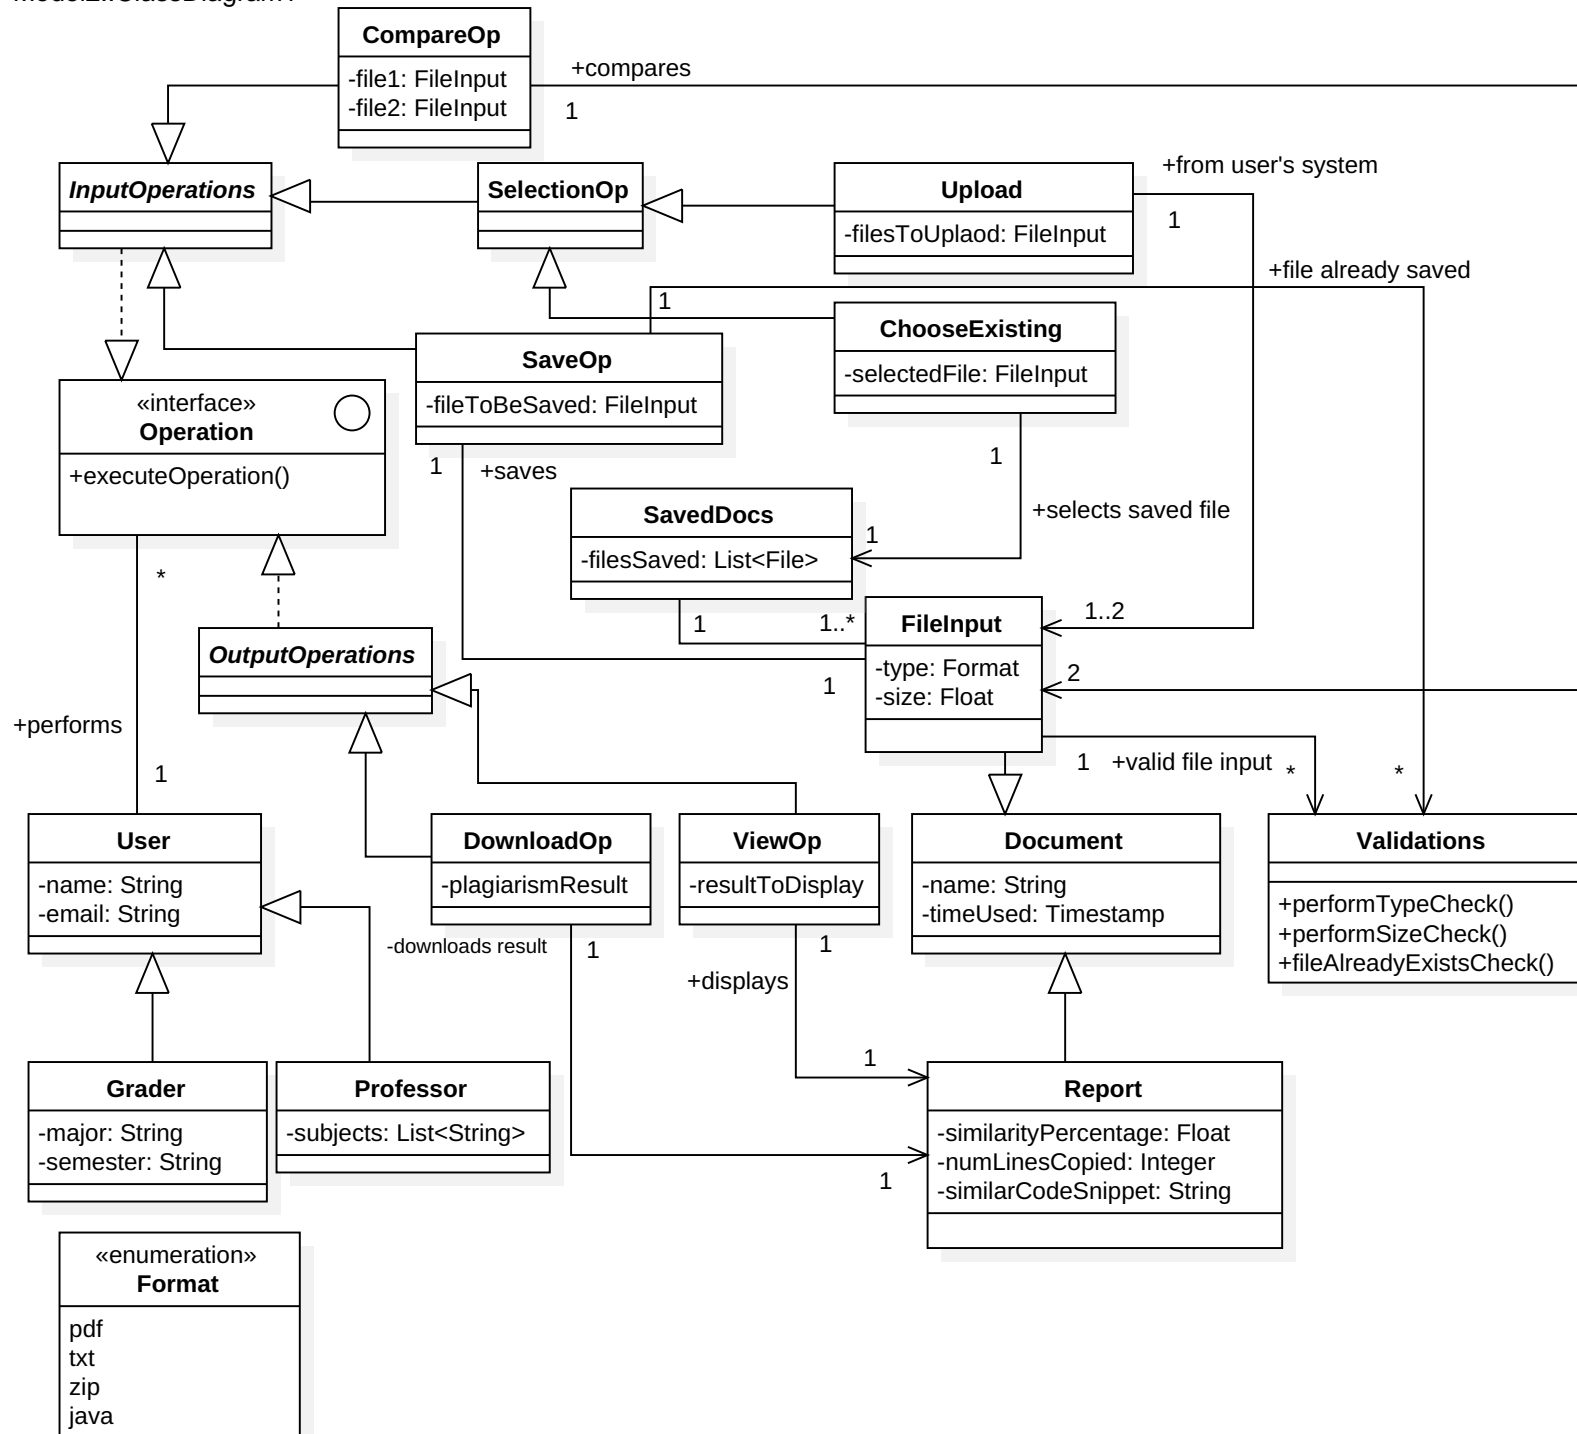 CompareOp
-file1: FileInput
-file2: FileInput
+compares
1
InputOperations
SelectionOp
Upload
-filesToUplaod: FileInput
+from user's system
1
+file already saved
1
ChooseExisting
-selectedFile: FileInput
SaveOp
-fileToBeSaved: FileInput
«interface»
Operation
+executeOperation()
1
+saves
1
+selects saved file
SavedDocs
-filesSaved: List<File>
1
*
1
1..*
FileInput
-type: Format
-size: Float
1..2
2
1
OutputOperations
+performs
1
1
+valid file input
*
*
User
-name: String
-email: String
DownloadOp
-plagiarismResult
ViewOp
-resultToDisplay
Document
-name: String
-timeUsed: Timestamp
Validations
+performTypeCheck()
+performSizeCheck()
+fileAlreadyExistsCheck()
-downloads result
1
1
+displays
1
1
Grader
-major: String
-semester: String
Professor
-subjects: List<String>
Report
-similarityPercentage: Float
-numLinesCopied: Integer
-similarCodeSnippet: String
«enumeration»
Format
pdf
txt
zip
java